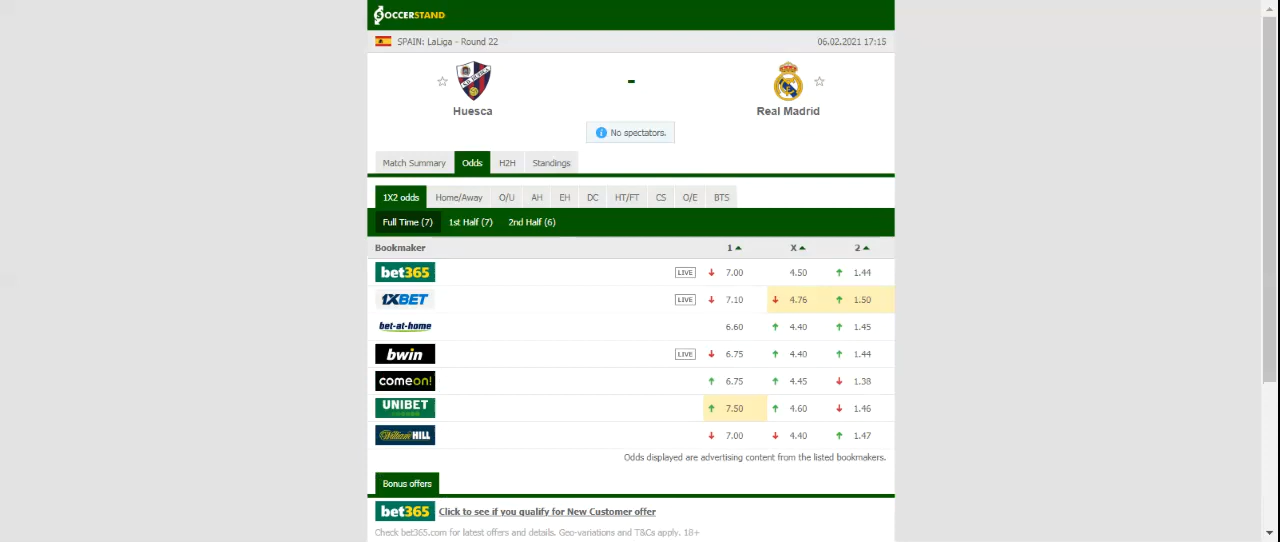 SOCCERSTAND
SPAIN: LaLiga - Round 22 06.02.2021 17:15
-
Huesca Real Madrid
No spectators.
Match Summary Odds H2H Standings
1X2 odds Home/Away O/U AH EH DC HT/FT CS O/E BTS
Full Time (7) 1st Half (7) 2nd Half (6)
Bookmaker 1 X 2
bet365 LIVE 7.00 4.50 1.44
1XBET LIVE 7.10 4.76 1.50
bet-at-home 6.60 4.40 1.45
bwin LIVE 6.75 4.40 1.44
comeon! 6.75 4.45 1.38
UNIBET 7.50 4.60 1.46
William HILL 7.00 4.40 1.47
Odds displayed are advertising content from the listed bookmakers.
Bonus offers
bet365 Click to see if you qualify for New Customer offer
Check bet365.com for latest offers and details. Geo-variations and T&Cs apply. 18+